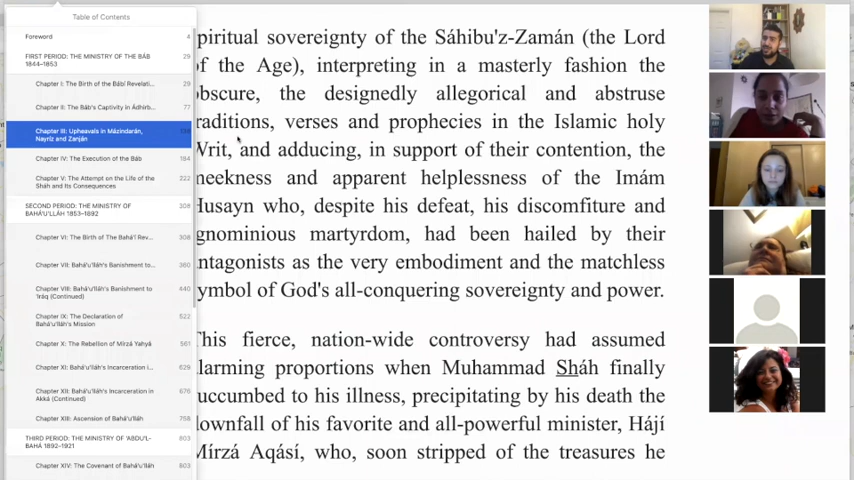 Table of Contents
Foreword 4
FIRST PERIOD: THE MINISTRY OF THE BÁB 29
1844–1853
Chapter I: The Birth of the Bábí Revelati... 29
Chapter II: The Báb's Captivity in Ádhirb... 77
Chapter III: Upheavals in Mázindarán,
Nayríz and Zanján
Chapter IV: The Execution of the Báb 184
Chapter V: The Attempt on the Life of the 222
Sháh and Its Consequences
SECOND PERIOD: THE MINISTRY OF 308
BAHÁ'U'LLÁH 1853–1892
Chapter VI: The Birth of The Bahá'í Rev... 308
Chapter VII: Bahá'u'lláh's Banishment to... 360
Chapter VIII: Bahá'u'lláh's Banishment to 440
'Iráq (Continued)
Chapter IX: The Declaration of 522
Bahá'u'lláh's Mission
Chapter X: The Rebellion of Mírzá Yahyá 561
Chapter XI: Bahá'u'lláh's Incarceration i... 629
Chapter XII: Bahá'u'lláh's Incarceration in 676
Akká (Continued)
Chapter XIII: Ascension of Bahá'u'lláh 758
THIRD PERIOD: THE MINISTRY OF 'ABDU'L- 803
BAHÁ 1892–1921
Chapter XIV: The Covenant of Bahá'u'lláh 803
piritual sovereignty of the Sáhibu'z-Zamán (the Lord
of the Age), interpreting in a masterly fashion the
obscure, the designedly allegorical and abstruse
raditions, verses and prophecies in the Islamic holy
Writ, and adducing, in support of their contention, the
meekness and apparent helplessness of the Imám
Husayn who, despite his defeat, his discomfiture and
gnominious martyrdom, had been hailed by their
antagonists as the very embodiment and the matchless
ymbol of God's all-conquering sovereignty and power.
This fierce, nation-wide controversy had assumed
larming proportions when Muhammad Sháh finally
uccumbed to his illness, precipitating by his death the
downfall of his favorite and all-powerful minister, Hájí
Mírzá Aqásí, who, soon stripped of the treasures he